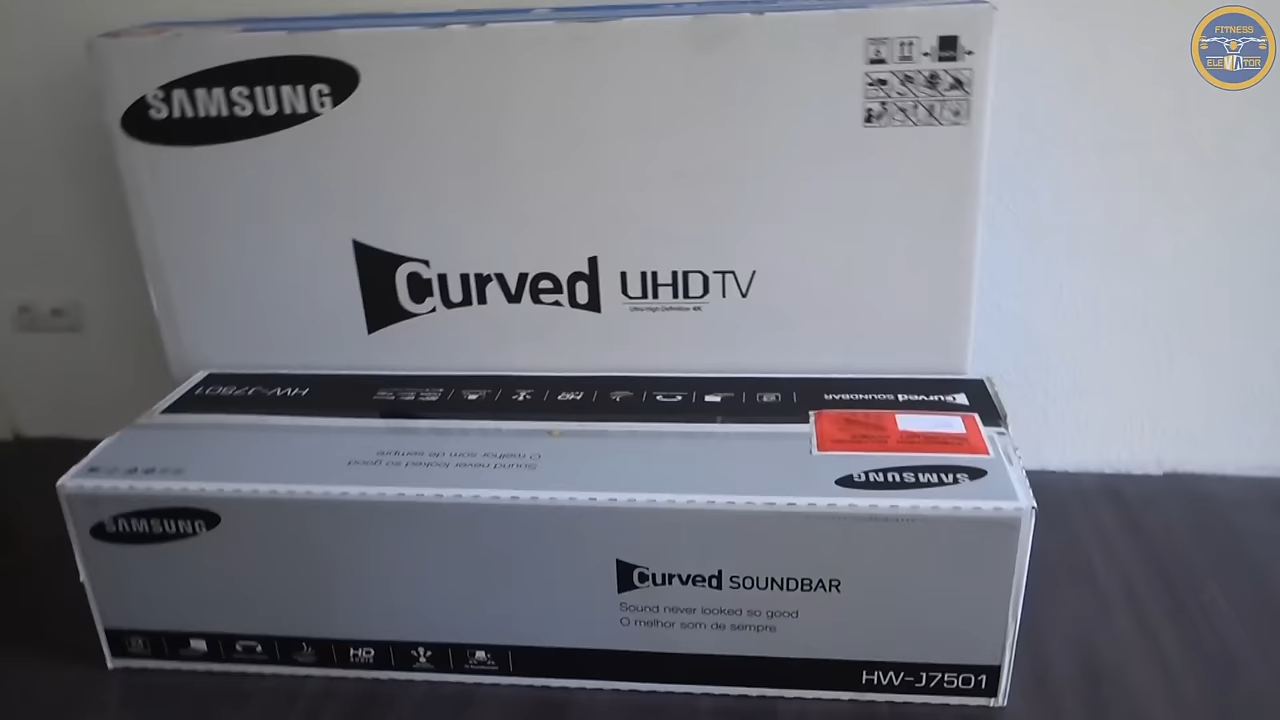 FITNESS
ELEVATOR
SAMSUNG
Curved UHD TV
Ultra High Definition 4K
HW-J7501
Curved SOUNDBAR
HD
Sound never looked so good
O melhor som de sempre
SAMSUNG
SAMSUNG
Curved SOUNDBAR
Sound never looked so good
O melhor som de sempre
HD
AUDIO
HW-J7501